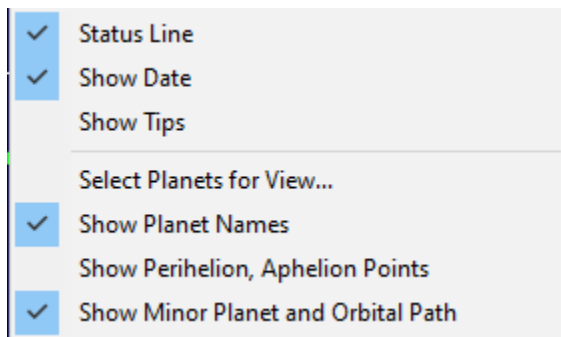 Status Line
Show Date
Show Tips
Select Planets for View...
Show Planet Names
Show Perihelion, Aphelion Points
Show Minor Planet and Orbital Path